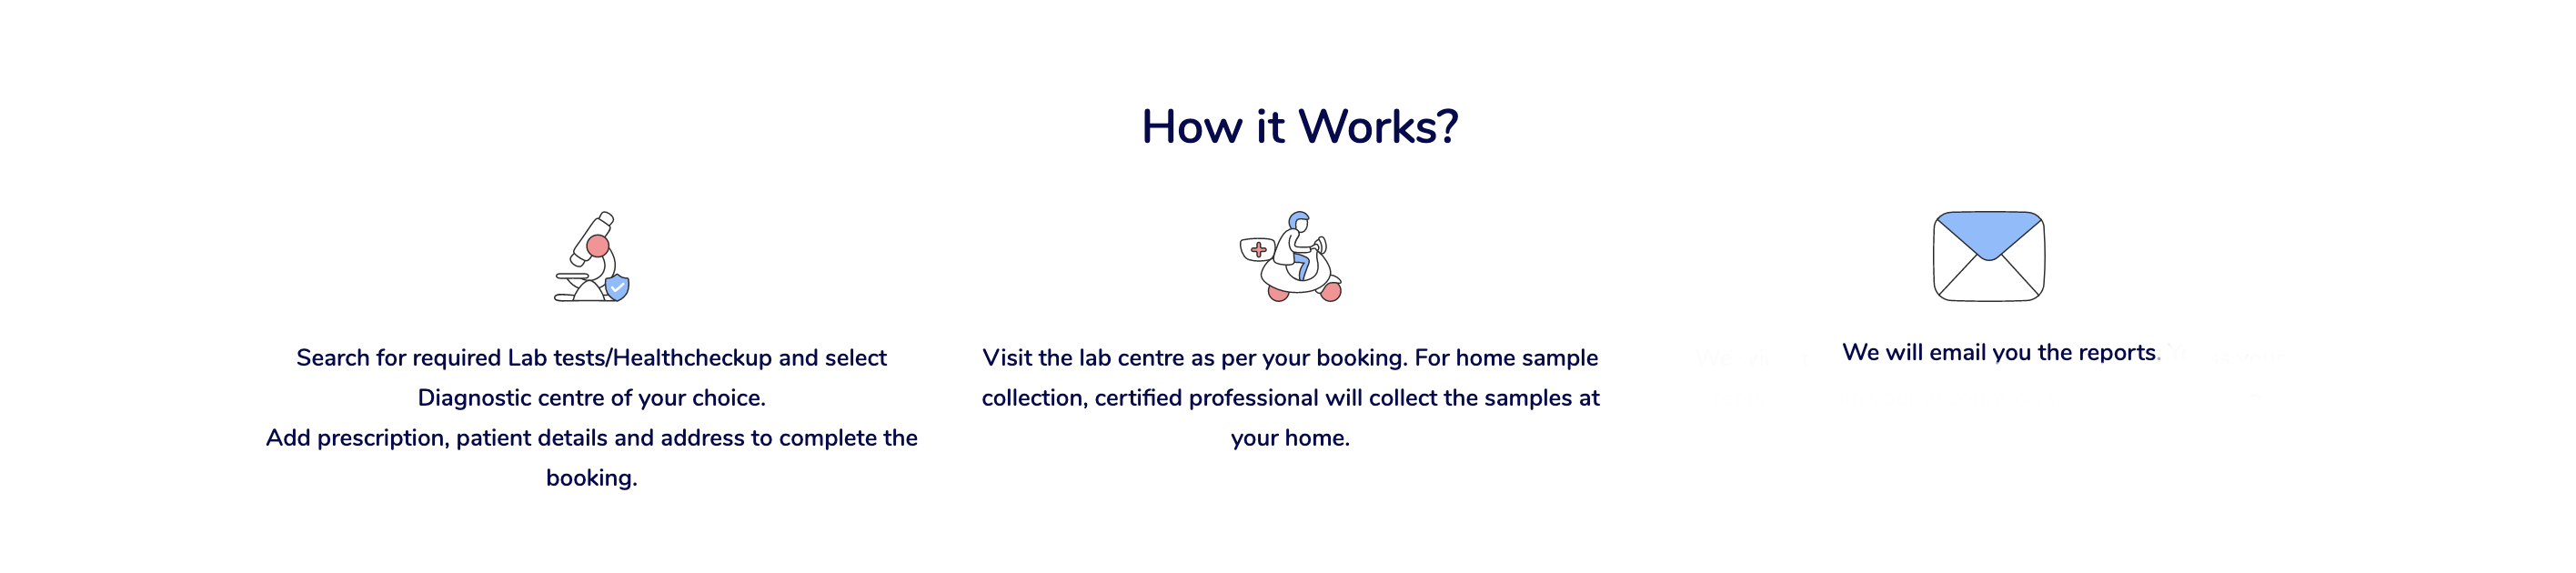 How it Works?
Search for required Lab tests/Healthcheckup and select
Diagnostic centre of your choice.
Add prescription, patient details and address to complete the
booking.
Visit the lab centre as per your booking. For home sample
collection, certified professional will collect the samples at
your home.
We will email you the reports.